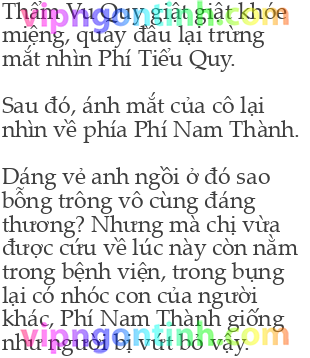 Thẩm Vu Quy giật giật khóe
miệng, quay đầu lại trừng
mắt nhìn Phí Tiểu Quy.
Sau đó, ánh mắt của cô lại
nhìn về phía Phí Nam Thành.
Dáng vẻ anh ngồi ở đó sao
bỗng trông vô cùng đáng
thương? Nhưng mà chị vừa
được cứu về lúc này còn nằm
trong bệnh viện, trong bụng
lại có nhóc con của người
khác, Phí Nam Thành giống
như người bị vứt bỏ vậy.
vipngontinh.com
vipngontinh.com